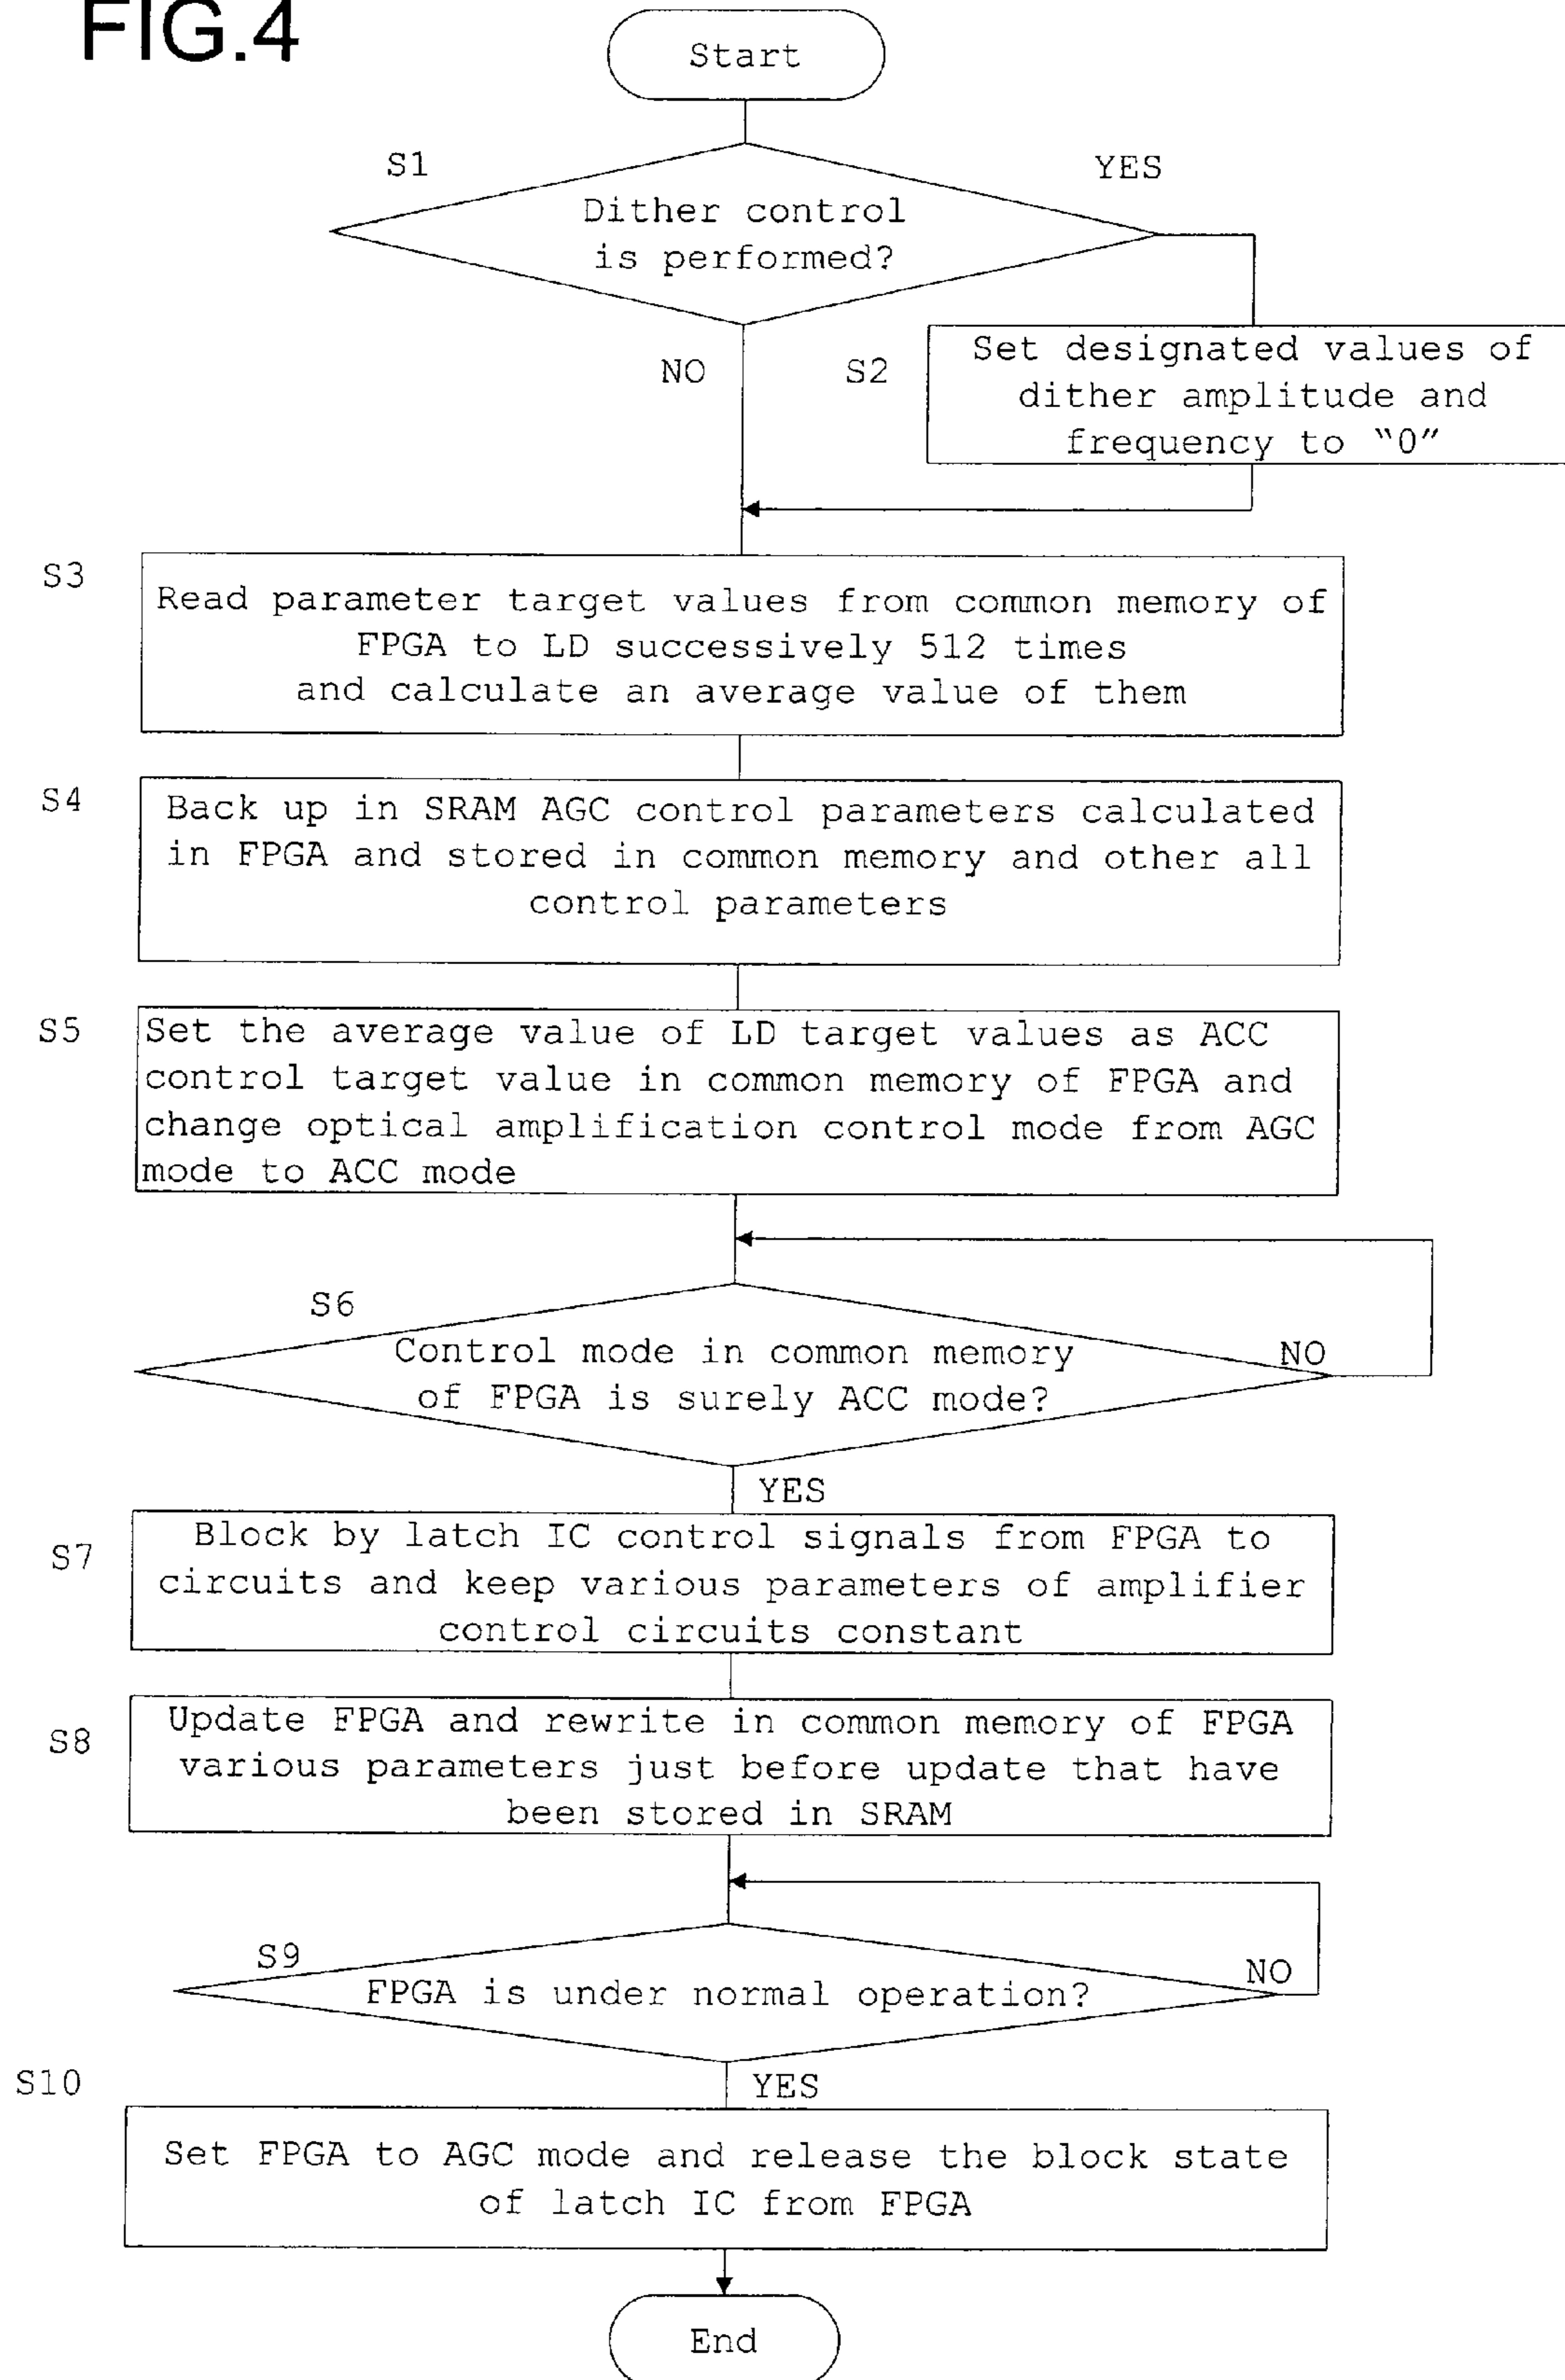 FIG.4
Start
S1
YES
Dither control
is performed?
NO
S2
Set designated values of
dither amplitude and
frequency to “0”
S3
Read parameter target values from common memory of
FPGA to LD successively 512 times
and calculate an average value of them
S4
Back up in SRAM AGC control parameters calculated
in FPGA and stored in common memory and other all
control parameters
S5
Set the average value of LD target values as ACC
control target value in common memory of FPGA and
change optical amplification control mode from AGC
mode to ACC mode
S6
Control mode in common memory
of FPGA is surely ACC mode?
NO
YES
S7
Block by latch IC control signals from FPGA to
circuits and keep various parameters of amplifier
control circuits constant
S8
Update FPGA and rewrite in common memory of FPGA
various parameters just before update that have
been stored in SRAM
S9
FPGA is under normal operation?
NO
YES
S10
Set FPGA to AGC mode and release the block state
of latch IC from FPGA
End